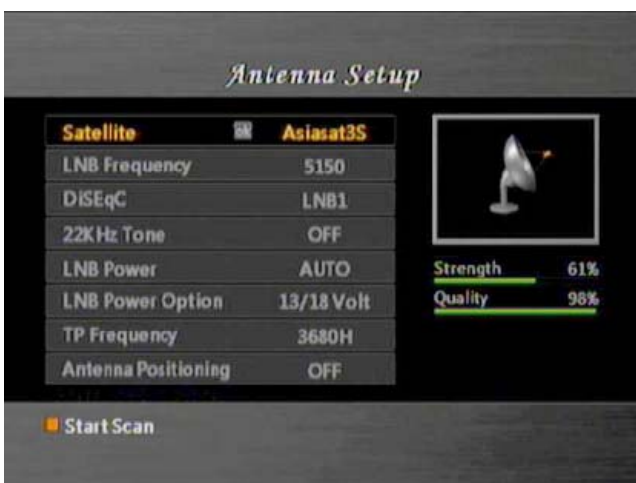 Antenna Setup
Satellite ok Asiasat3S
LNB Frequency 5150
DiSEqC LNB1
22KHz Tone OFF
LNB Power AUTO
LNB Power Option 13/18 Volt
TP Frequency 3680H
Antenna Positioning OFF
Strength 61%
Quality 98%
Start Scan